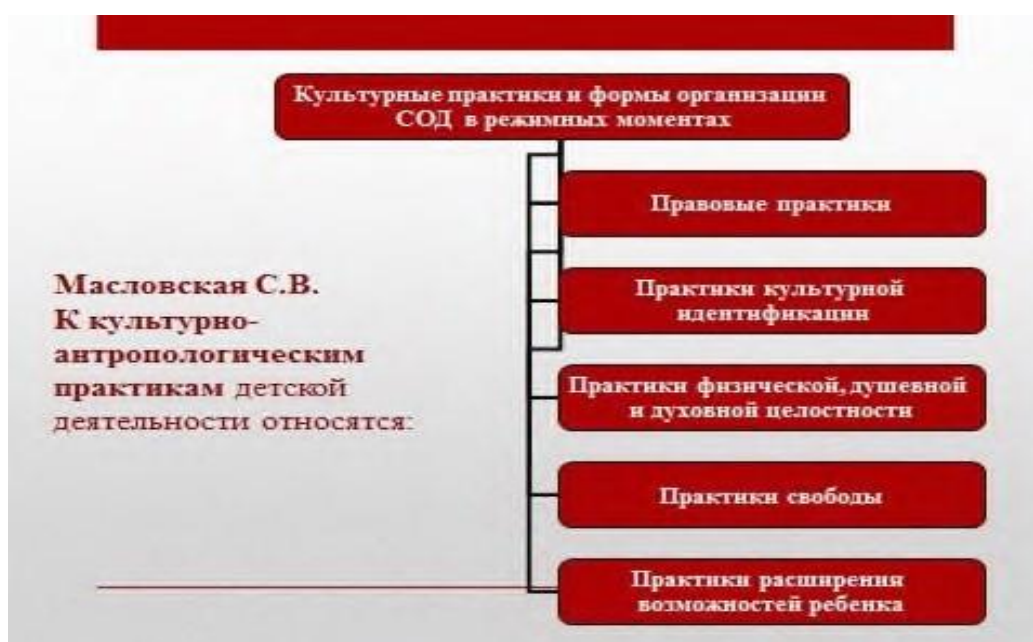 Культурные практики и формы организации
СОД в режимных моментах
Правовые практики
Практики культурной
идентификации
Практики физической, душевной
и духовной целостности
Практики свободы
Практики расширения
возможностей ребенка
Масловская С.В.
К культурно-
антропологическим
практикам детской
деятельности относятся: